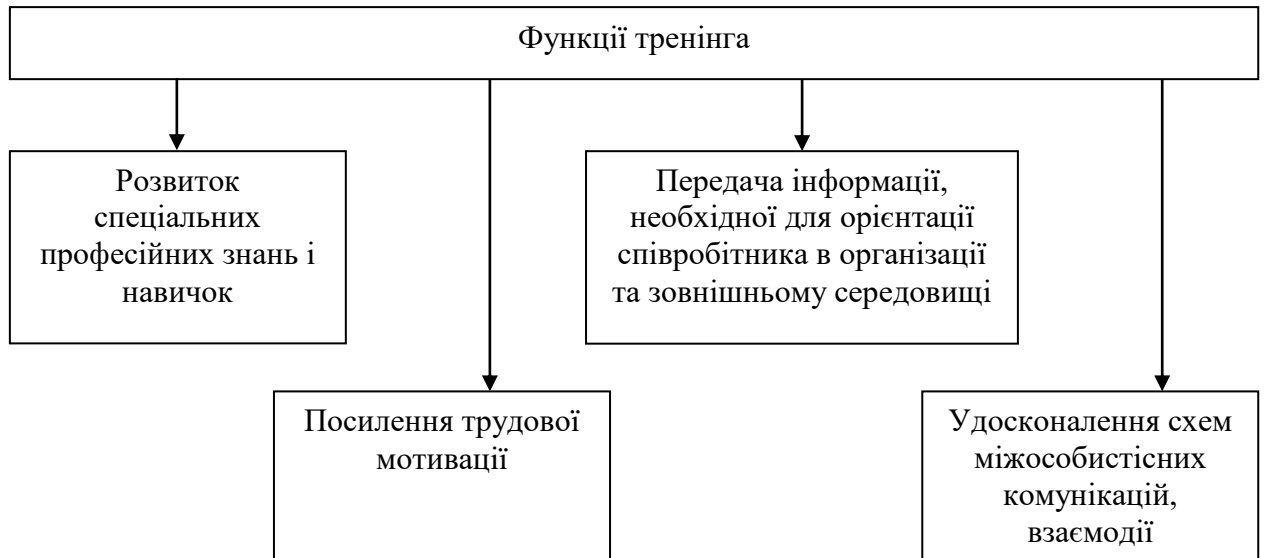 Функції тренінга
Розвиток
спеціальних
професійних знань і
навичок
Передача інформації,
необхідної для орієнтації
співробітника в організації
та зовнішньому середовищі
Посилення трудової
мотивації
Удосконалення схем
міжособистісних
комунікацій,
взаємодії